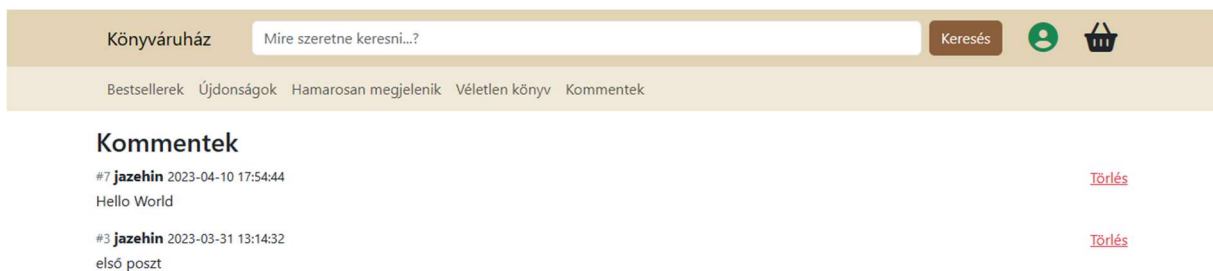 Könyváruház Mire szeretne keresni...? Keresés
Bestsellerek Újdonságok Hamarosan megjelenik Véletlen könyv Kommentek
Kommentek
#7 jazehin 2023-04-10 17:54:44 Törlés
Hello World
#3 jazehin 2023-03-31 13:14:32 Törlés
első poszt